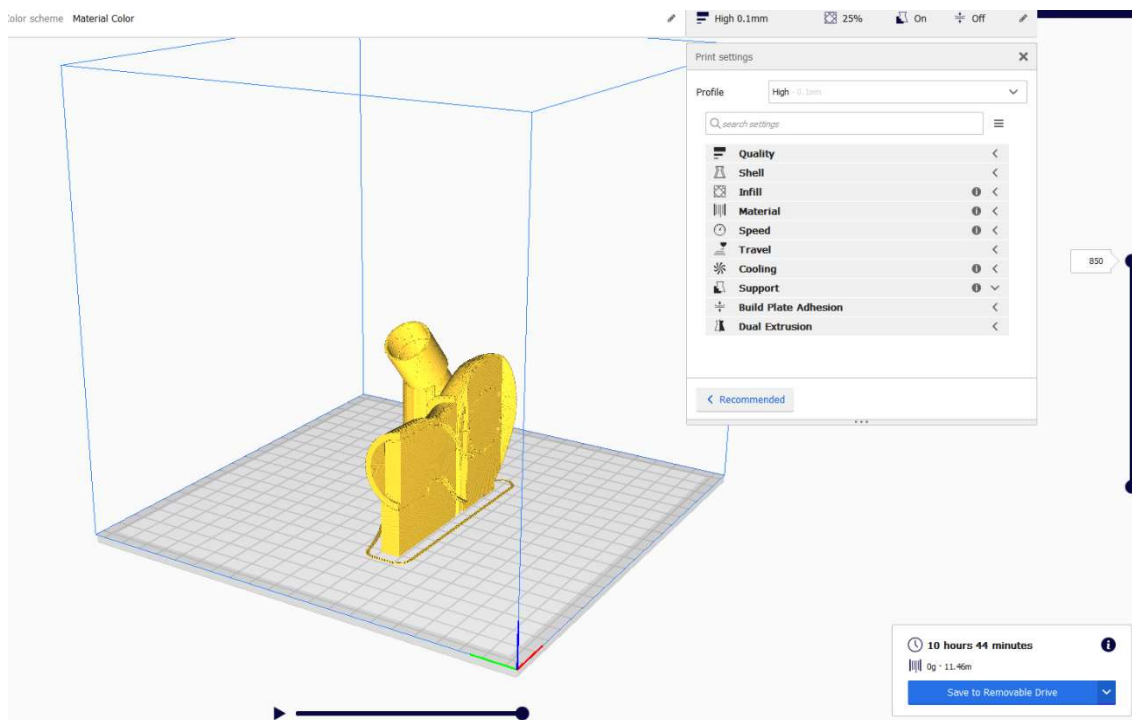 olor scheme Material Color
High 0.1mm 25% On Off
Print settings
Profile High - 0.1mm
search settings
Quality
Shell
Infill
Material
Speed
Travel
Cooling
Support
Build Plate Adhesion
Dual Extrusion
Recommended
850
10 hours 44 minutes
0g · 11.46m
Save to Removable Drive